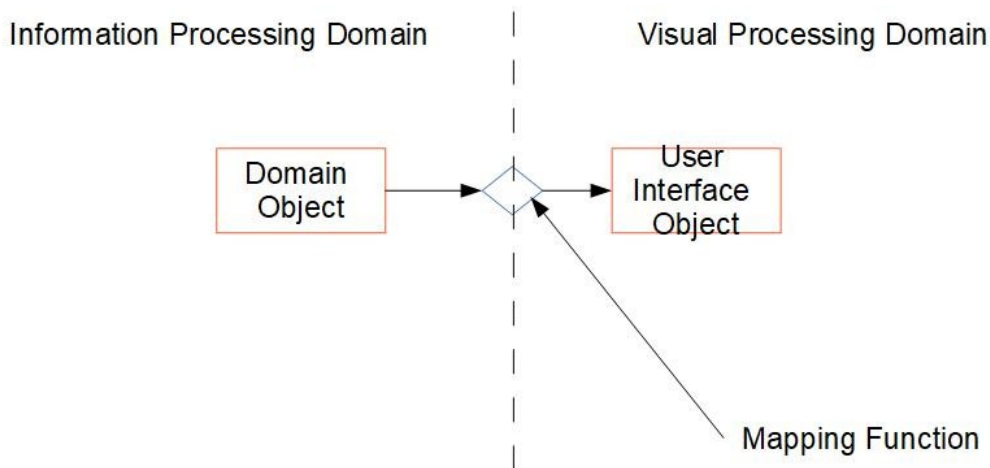 Information Processing Domain
Visual Processing Domain
Domain
Object
User
Interface
Object
Mapping Function